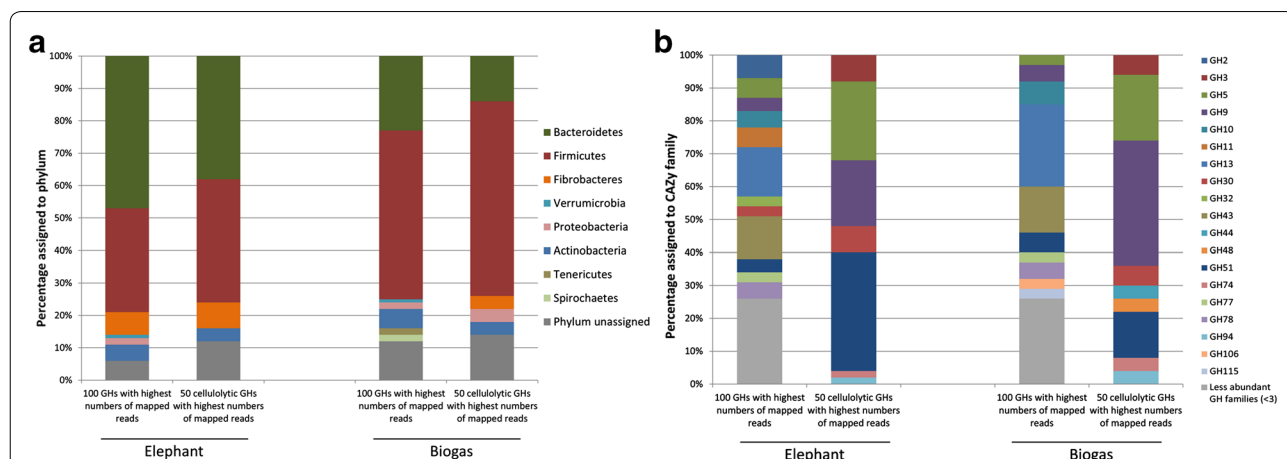 a
Percentage assigned to phylum
100%
90%
80%
70%
60%
50%
40%
30%
20%
10%
0%
100 GHs with highest
numbers of mapped
reads
50 cellulolytic GHs
with highest numbers
of mapped reads
Elephant
100 GHs with highest
numbers of mapped
reads
50 cellulolytic GHs
with highest numbers
of mapped reads
Biogas
Bacteroidetes
Firmicutes
Fibrobacteres
Verrumicrobia
Proteobacteria
Actinobacteria
Tenericutes
Spirochaetes
Phylum unassigned
b
Percentage assigned to CAZy family
100%
90%
80%
70%
60%
50%
40%
30%
20%
10%
0%
100 GHs with highest
numbers of mapped
reads
50 cellulolytic GHs
with highest numbers
of mapped reads
Elephant
100 GHs with highest
numbers of mapped
reads
50 cellulolytic GHs
with highest numbers
of mapped reads
Biogas
GH2
GH3
GH5
GH9
GH10
GH11
GH13
GH30
GH32
GH43
GH44
GH48
GH51
GH74
GH77
GH78
GH94
GH106
GH115
Less abundant
GH families (<3)